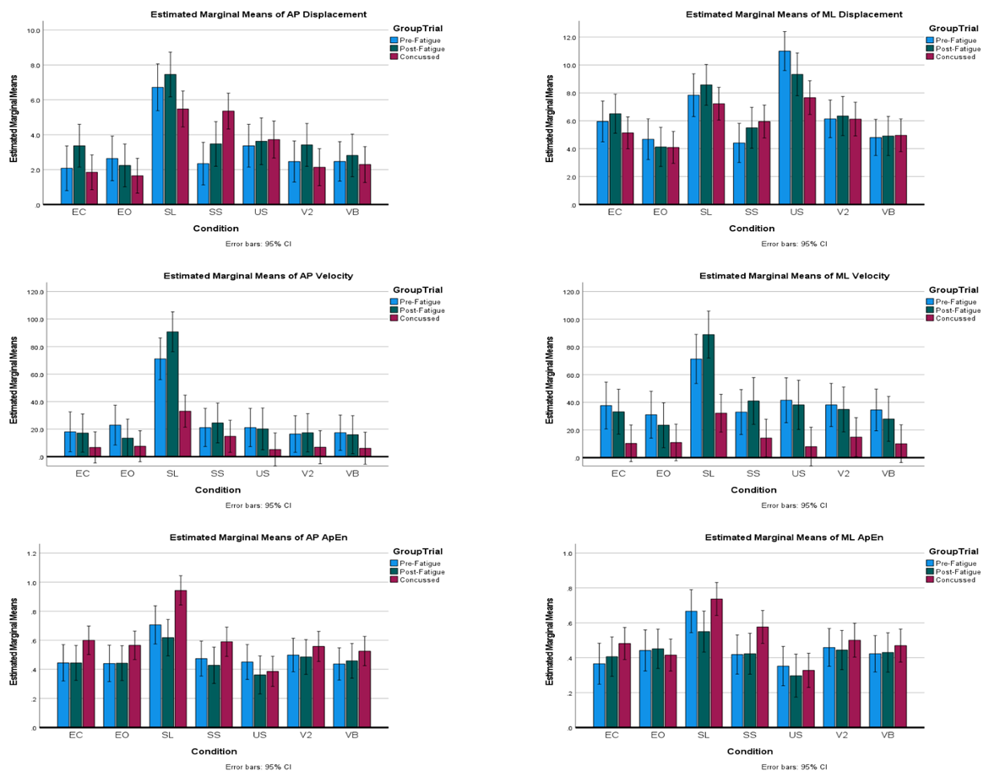 Estimated Marginal Means of AP Displacement
GroupTrial
Pre-Fatigue
Post-Fatigue
Concussed
Estimated Marginal Means
10.0
8.0
6.0
4.0
2.0
.0
EC EO SL SS US V2 VB
Condition
Error bars: 95% CI
Estimated Marginal Means of ML Displacement
GroupTrial
Pre-Fatigue
Post-Fatigue
Concussed
Estimated Marginal Means
12.0
10.0
8.0
6.0
4.0
2.0
.0
EC EO SL SS US V2 VB
Condition
Error bars: 95% CI
Estimated Marginal Means of AP Velocity
GroupTrial
Pre-Fatigue
Post-Fatigue
Concussed
Estimated Marginal Means
120.0
100.0
80.0
60.0
40.0
20.0
.0
EC EO SL SS US V2 VB
Condition
Error bars: 95% CI
Estimated Marginal Means of ML Velocity
GroupTrial
Pre-Fatigue
Post-Fatigue
Concussed
Estimated Marginal Means
120.0
100.0
80.0
60.0
40.0
20.0
.0
EC EO SL SS US V2 VB
Condition
Error bars: 95% CI
Estimated Marginal Means of AP ApEn
GroupTrial
Pre-Fatigue
Post-Fatigue
Concussed
Estimated Marginal Means
1.2
1.0
.8
.6
.4
.2
.0
EC EO SL SS US V2 VB
Condition
Error bars: 95% CI
Estimated Marginal Means of ML ApEn
GroupTrial
Pre-Fatigue
Post-Fatigue
Concussed
Estimated Marginal Means
1.0
.8
.6
.4
.2
.0
EC EO SL SS US V2 VB
Condition
Error bars: 95% CI